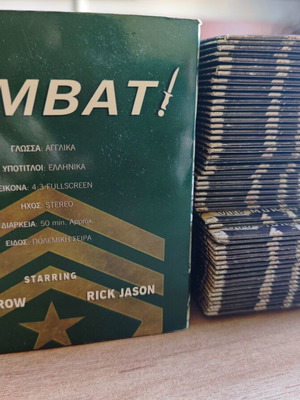 MBAT!
ΓΛΩΣΣΑ: ΑΓΓΛΙΚΑ
ΥΠΟΤΙΤΛΟΙ: ΕΛΛΗΝΙΚΑ
ΕΙΚΟΝΑ: 4:3 FULLSCREEN
ΗΧΟΣ: STEREO
ΔΙΑΡΚΕΙΑ: 50 min. Approx.
ΕΙΔΟΣ: ΠΟΛΕΜΙΚΗ ΣΕΙΡΑ
STARRING
ROW RICK JASON